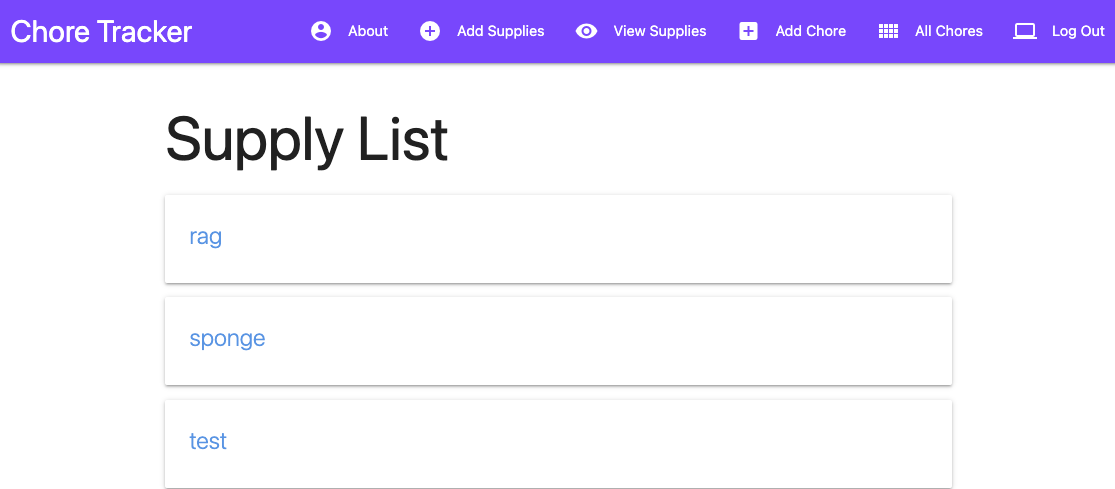 Chore Tracker About Add Supplies View Supplies Add Chore All Chores Log Out
Supply List
rag
sponge
test